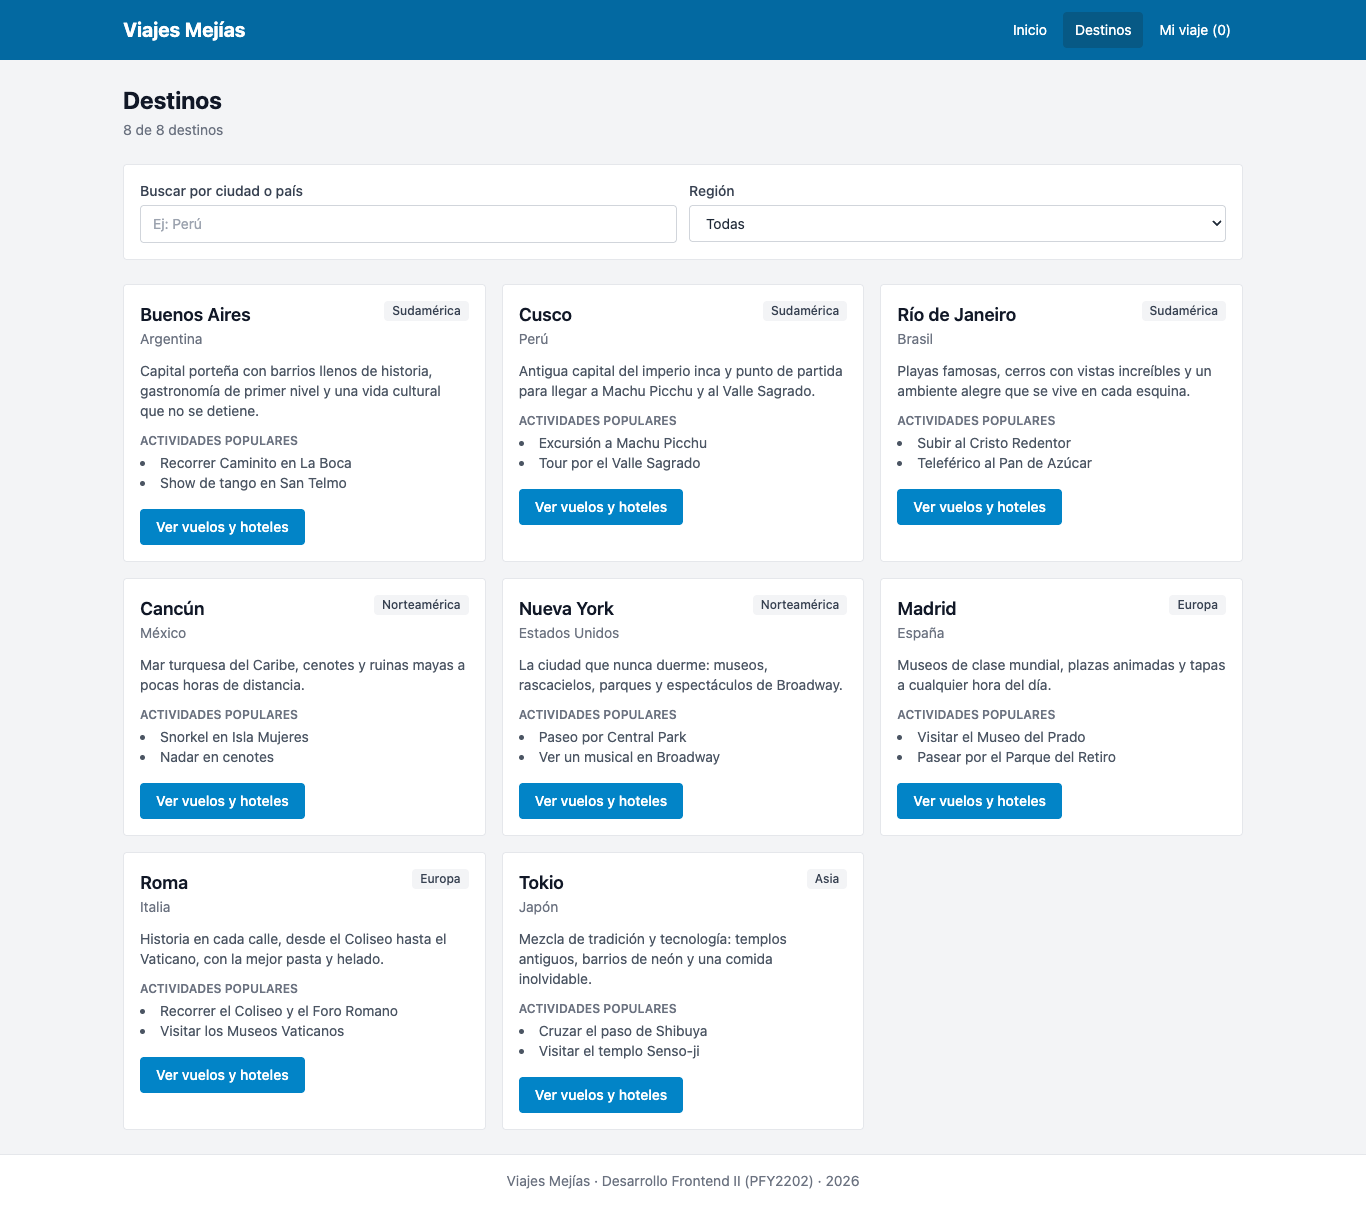 Viajes Mejías
Inicio
Destinos
Mi viaje (0)
Destinos
8 de 8 destinos
Buscar por ciudad o país
Ej: Perú
Región
Todas
Buenos Aires
Sudamérica
Argentina
Capital porteña con barrios llenos de historia,
gastronomía de primer nivel y una vida cultural
que no se detiene.
ACTIVIDADES POPULARES
Recorrer Caminito en La Boca
Show de tango en San Telmo
Ver vuelos y hoteles
Cusco
Sudamérica
Perú
Antigua capital del imperio inca y punto de partida
para llegar a Machu Picchu y al Valle Sagrado.
ACTIVIDADES POPULARES
Excursión a Machu Picchu
Tour por el Valle Sagrado
Ver vuelos y hoteles
Río de Janeiro
Sudamérica
Brasil
Playas famosas, cerros con vistas increíbles y un
ambiente alegre que se vive en cada esquina.
ACTIVIDADES POPULARES
Subir al Cristo Redentor
Teleférico al Pan de Azúcar
Ver vuelos y hoteles
Cancún
Norteamérica
México
Mar turquesa del Caribe, cenotes y ruinas mayas a
pocas horas de distancia.
ACTIVIDADES POPULARES
Snorkel en Isla Mujeres
Nadar en cenotes
Ver vuelos y hoteles
Nueva York
Norteamérica
Estados Unidos
La ciudad que nunca duerme: museos,
rascacielos, parques y espectáculos de Broadway.
ACTIVIDADES POPULARES
Paseo por Central Park
Ver un musical en Broadway
Ver vuelos y hoteles
Madrid
Europa
España
Museos de clase mundial, plazas animadas y tapas
a cualquier hora del día.
ACTIVIDADES POPULARES
Visitar el Museo del Prado
Pasear por el Parque del Retiro
Ver vuelos y hoteles
Roma
Europa
Italia
Historia en cada calle, desde el Coliseo hasta el
Vaticano, con la mejor pasta y helado.
ACTIVIDADES POPULARES
Recorrer el Coliseo y el Foro Romano
Visitar los Museos Vaticanos
Ver vuelos y hoteles
Tokio
Asia
Japón
Mezcla de tradición y tecnología: templos
antiguos, barrios de neón y una comida
inolvidable.
ACTIVIDADES POPULARES
Cruzar el paso de Shibuya
Visitar el templo Senso-ji
Ver vuelos y hoteles
Viajes Mejías · Desarrollo Frontend II (PFY2202) · 2026